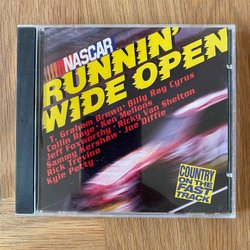 NASCAR
RUNNIN'
WIDE OPEN
T. Graham Brown • Billy Ray Cyrus
Collin Raye • Ken Mellons
Jeff Foxworthy • Ricky Van Shelton
Sammy Kershaw • Joe Diffie
Rick Trevino
Kyle Petty
COUNTRY
ON THE
FAST
TRACK